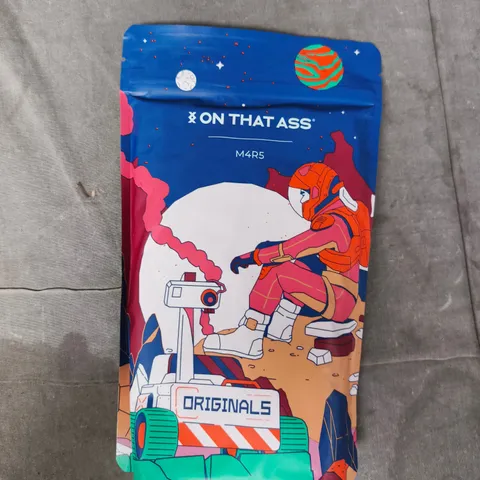 ON THAT ASS®
M4R5
ORIGINALS